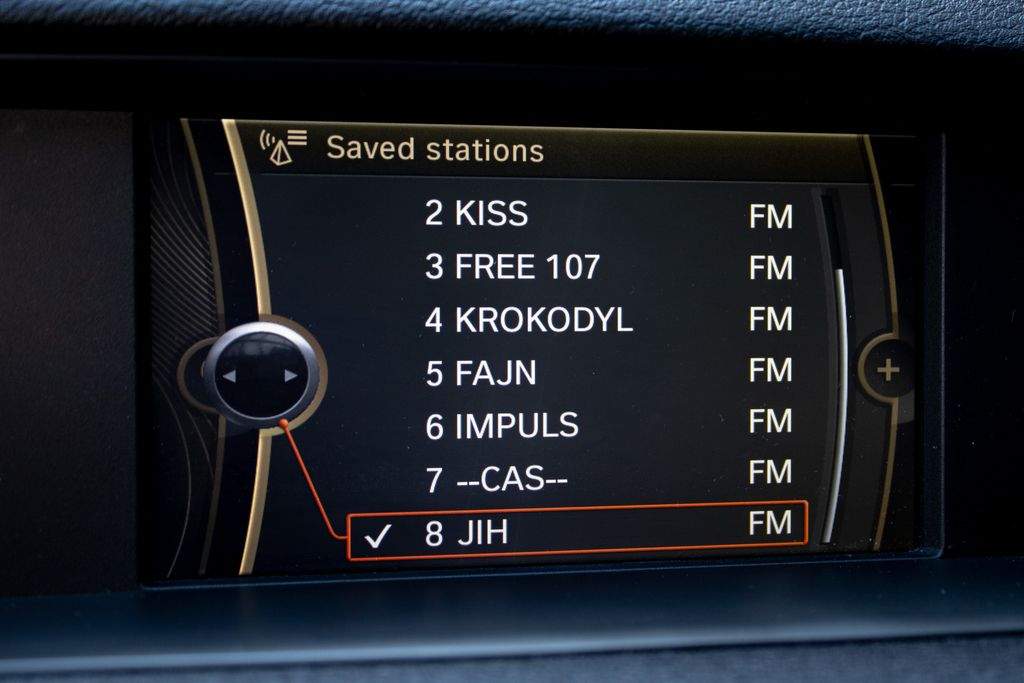 Saved stations
2 KISS FM
3 FREE 107 FM
4 KROKODYL FM
5 FAJN FM
6 IMPULS FM
7 --CAS-- FM
✓ 8 JIH FM